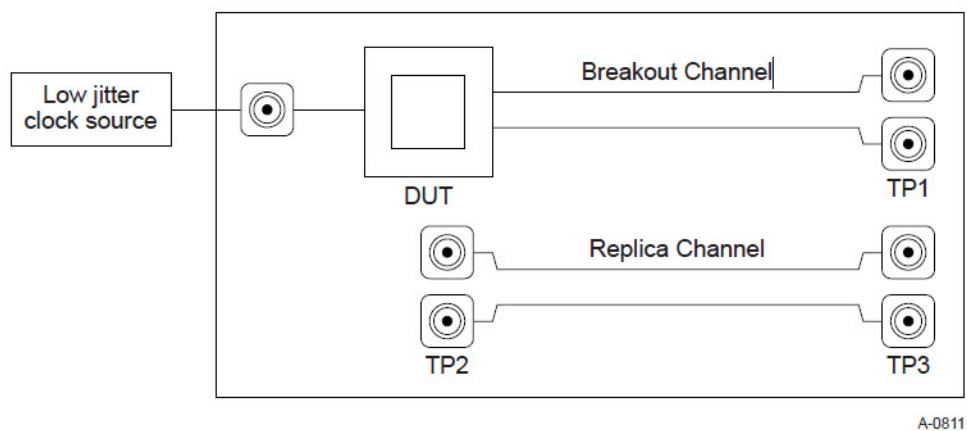 Low jitter
clock source
Breakout Channel
DUT
TP1
Replica Channel
TP2
TP3
A-0811